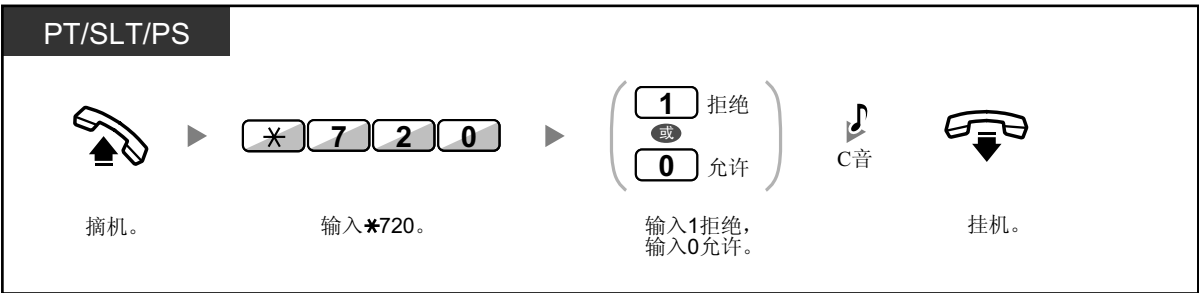 PT/SLT/PS
✱ 7 2 0
1 拒绝
或
0 允许
C音
摘机。
输入✱720。
输入1拒绝，
输入0允许。
挂机。